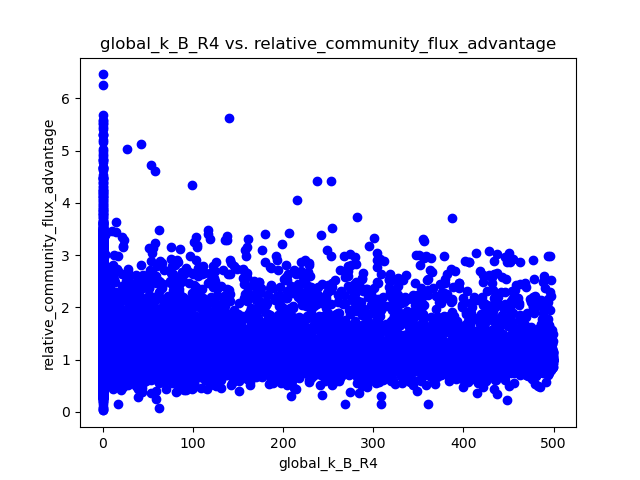 global_k_B_R4 vs. relative_community_flux_advantage
relative_community_flux_advantage
6
5
4
3
2
1
0
0 100 200 300 400 500
global_k_B_R4